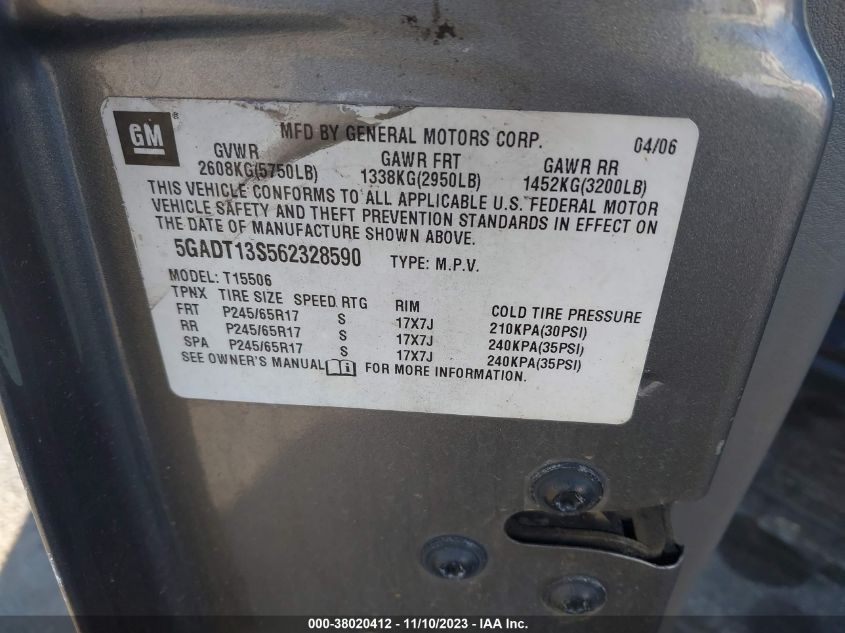 GM ®
MFD BY GENERAL MOTORS CORP. 04/06
GVWR GAWR FRT GAWR RR
2608KG(5750LB) 1338KG(2950LB) 1452KG(3200LB)
THIS VEHICLE CONFORMS TO ALL APPLICABLE U.S. FEDERAL MOTOR
VEHICLE SAFETY AND THEFT PREVENTION STANDARDS IN EFFECT ON
THE DATE OF MANUFACTURE SHOWN ABOVE.
5GADT13S562328590 TYPE: M.P.V.
MODEL: T15506
TPNX TIRE SIZE SPEED RTG RIM COLD TIRE PRESSURE
FRT P245/65R17 S 17X7J 210KPA(30PSI)
RR P245/65R17 S 17X7J 240KPA(35PSI)
SPA P245/65R17 S 17X7J 240KPA(35PSI)
SEE OWNER'S MANUAL FOR MORE INFORMATION.
000-38020412 - 11/10/2023 - IAA Inc.